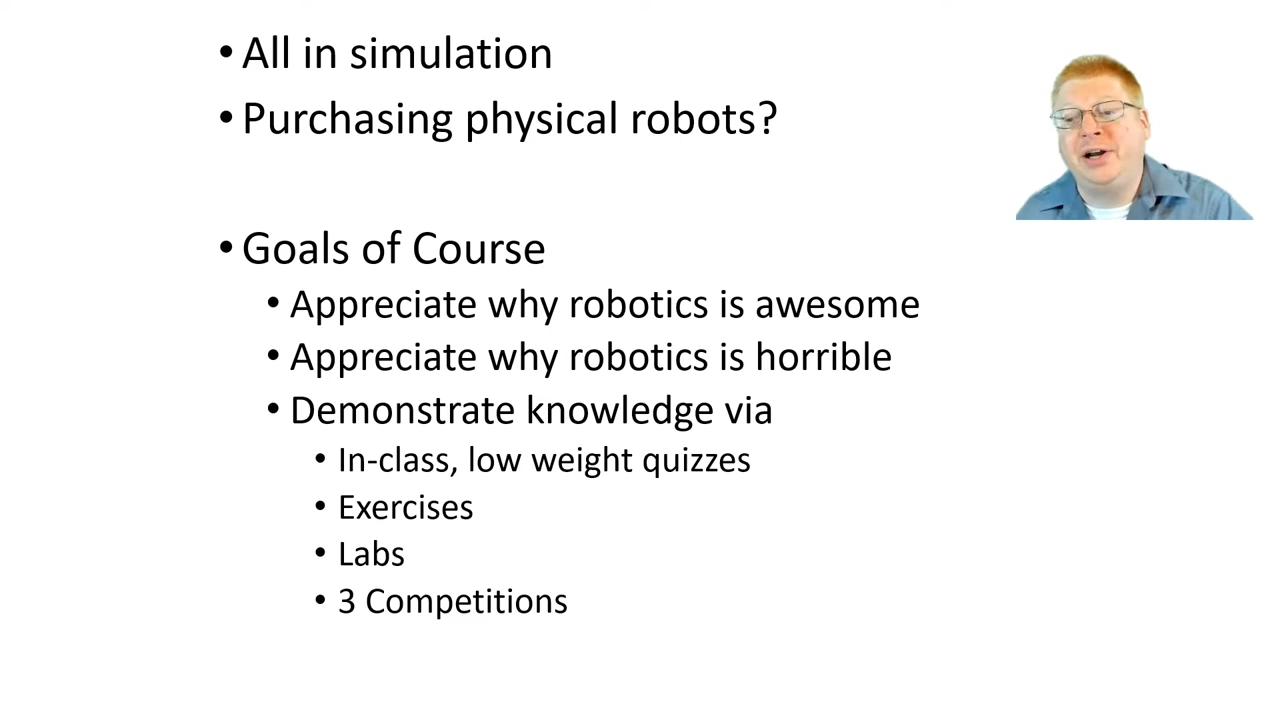 • All in simulation
• Purchasing physical robots?
• Goals of Course
• Appreciate why robotics is awesome
• Appreciate why robotics is horrible
• Demonstrate knowledge via
• In-class, low weight quizzes
• Exercises
• Labs
• 3 Competitions